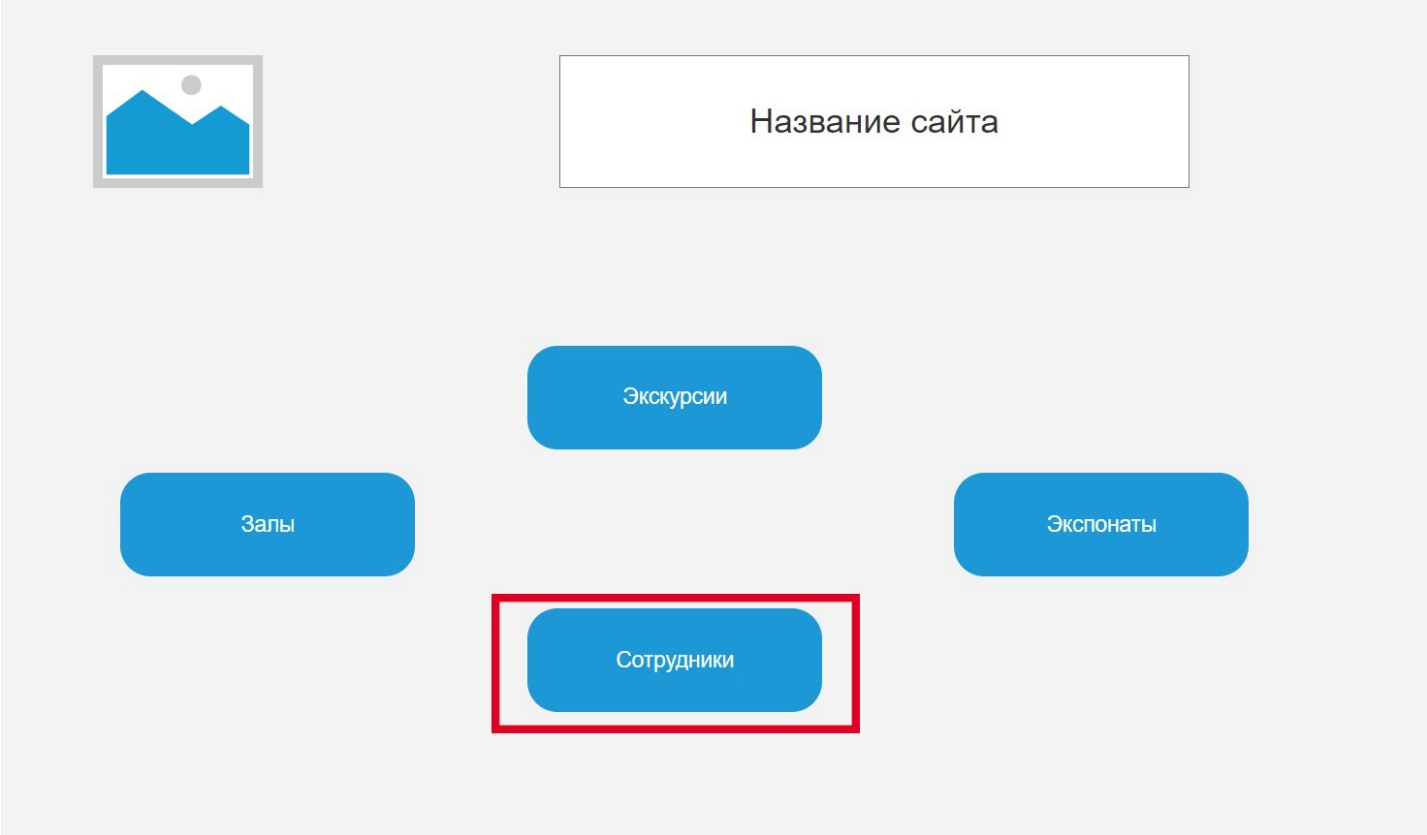 Название сайта
Экскурсии
Залы
Экспонаты
Сотрудники